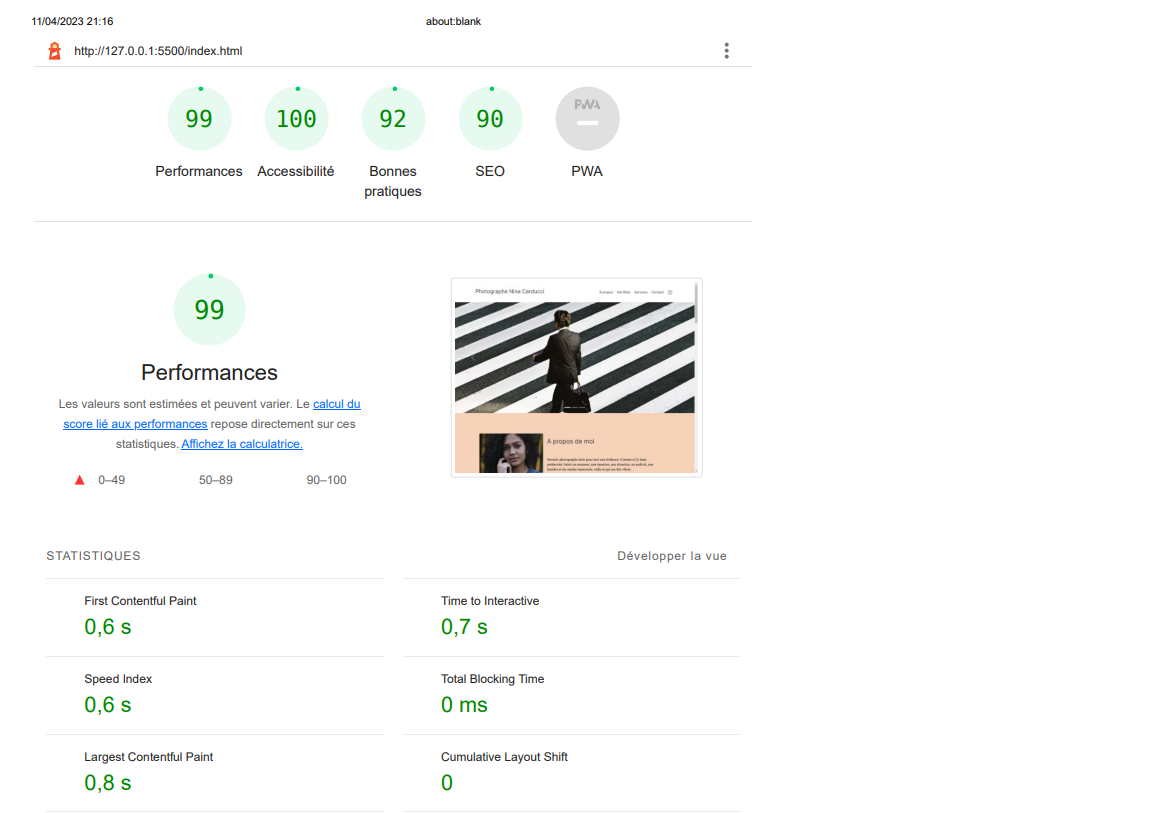 11/04/2023 21:16
about:blank
http://127.0.0.1:5500/index.html
99
100
92
90
PWA
Performances
Accessibilité
Bonnes
pratiques
SEO
PWA
99
Performances
Les valeurs sont estimées et peuvent varier. Le calcul du
score lié aux performances repose directement sur ces
statistiques. Affichez la calculatrice.
0–49
50–89
90–100
Photographe Nina Carducci
A propos
Portfolio
Services
Contact
A propos de moi
STATISTIQUES
Développer la vue
First Contentful Paint
0,6 s
Time to Interactive
0,7 s
Speed Index
0,6 s
Total Blocking Time
0 ms
Largest Contentful Paint
0,8 s
Cumulative Layout Shift
0